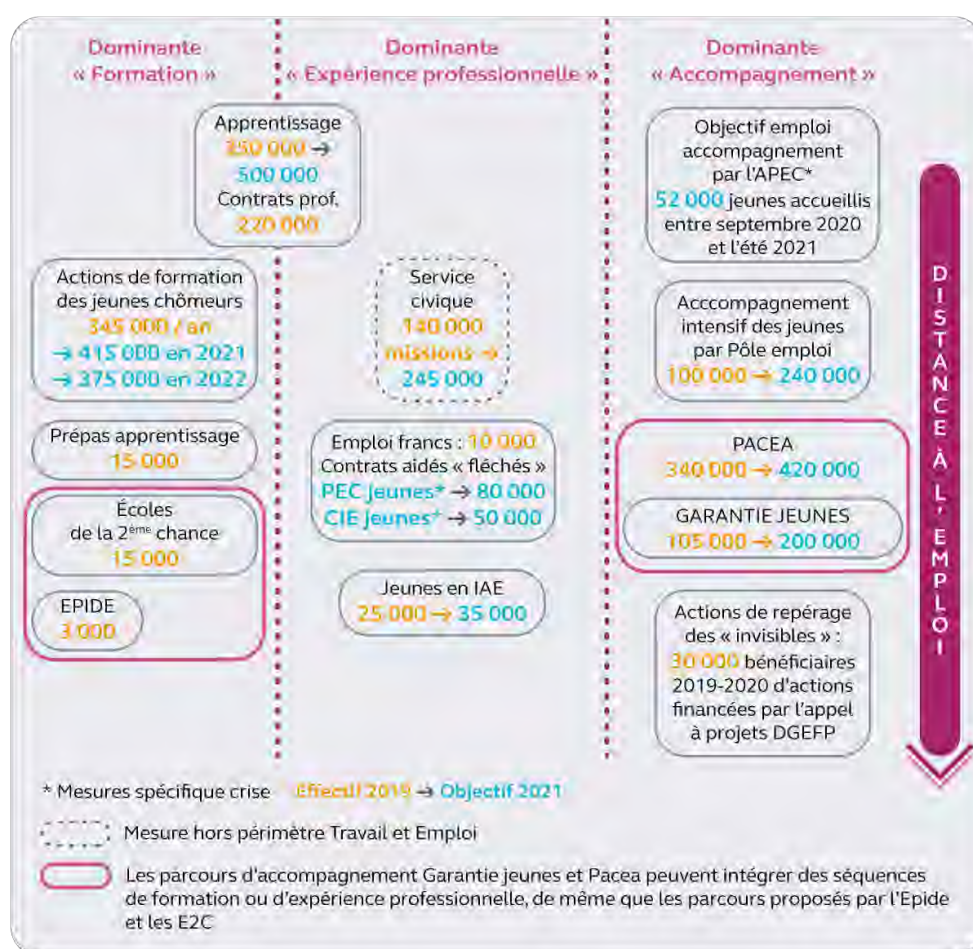 Dominante
« Formation »
Dominante
« Expérience professionnelle »
Dominante
« Accompagnement »
Apprentissage
350 000 →
500 000
Contrats prof.
220 000
Actions de formation
des jeunes chômeurs
345 000 / an
→ 415 000 en 2021
→ 375 000 en 2022
Prépas apprentissage
15 000
Écoles
de la 2ème chance
15 000
EPIDE
3 000
Service
civique
140 000
missions →
245 000
Emploi francs : 10 000
Contrats aidés « fléchés »
PEC Jeunes* → 80 000
CIE Jeunes* → 50 000
Jeunes en IAE
25 000 → 35 000
Objectif emploi
accompagnement
par l'APEC*
52 000 jeunes accueillis
entre septembre 2020
et l'été 2021
Acccompagnement
intensif des jeunes
par Pôle emploi
100 000 → 240 000
PACEA
340 000 → 420 000
GARANTIE JEUNES
105 000 → 200 000
Actions de repérage
des « invisibles » :
30 000 bénéficiaires
2019-2020 d'actions
financées par l'appel
à projets DGEFP
DISTANCE À L'EMPLOI
* Mesures spécifique crise Effectif 2019 → Objectif 2021
Mesure hors périmètre Travail et Emploi
Les parcours d'accompagnement Garantie jeunes et Pacea peuvent intégrer des séquences
de formation ou d'expérience professionnelle, de même que les parcours proposés par l'Epide
et les E2C